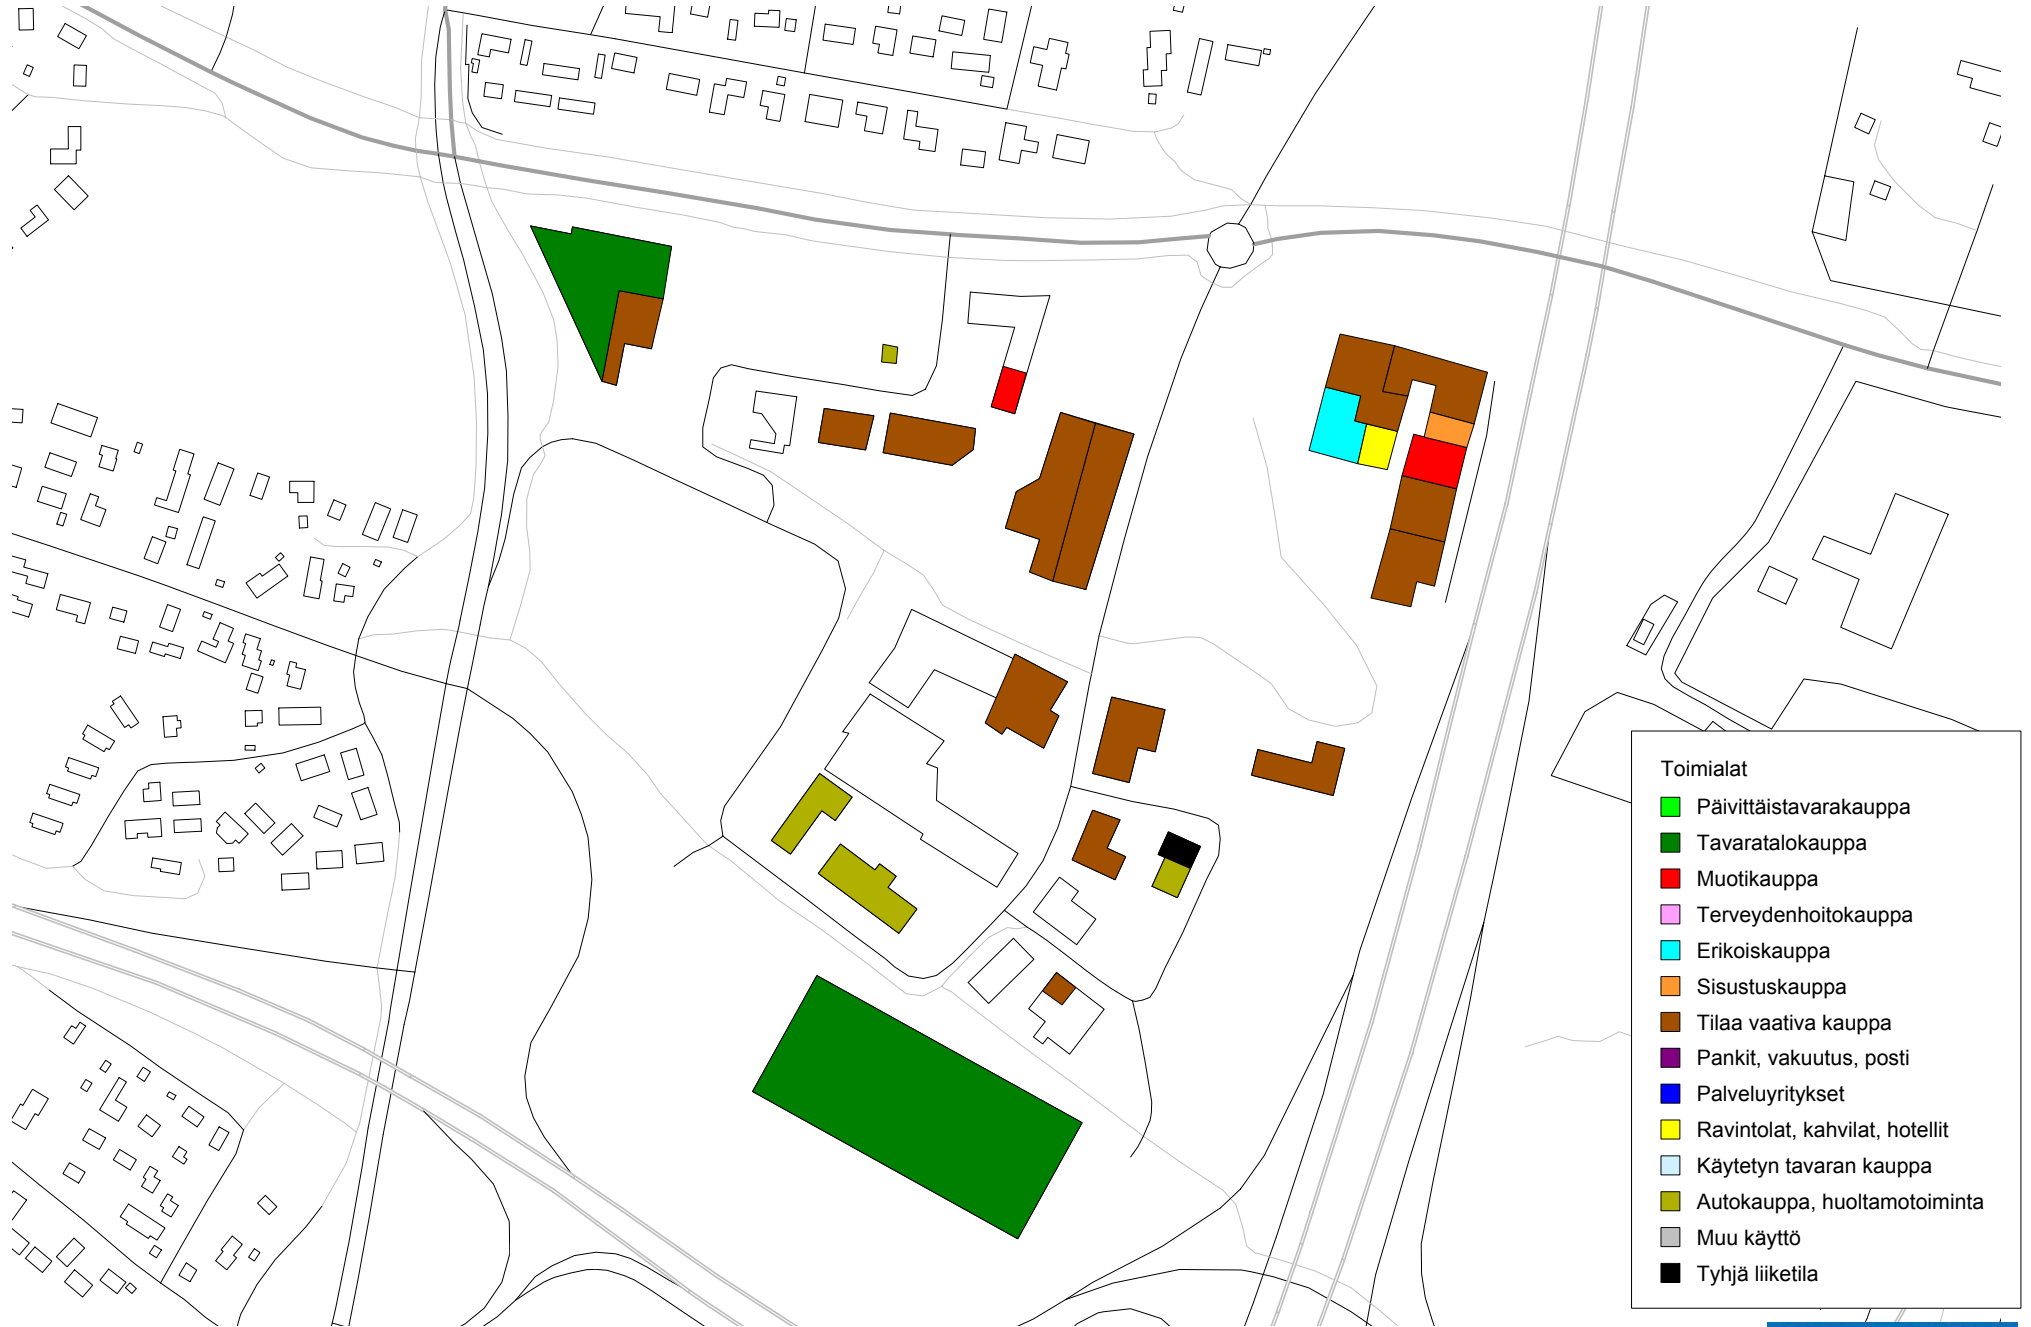 Toimialat
Päivittäistavarakauppa
Tavaratalokauppa
Muotikauppa
Terveydenhoitokauppa
Erikoiskauppa
Sisustuskauppa
Tilaa vaativa kauppa
Pankit, vakuutus, posti
Palveluyritykset
Ravintolat, kahvilat, hotellit
Käytetyn tavaran kauppa
Autokauppa, huoltamotoiminta
Muu käyttö
Tyhjä liiketila